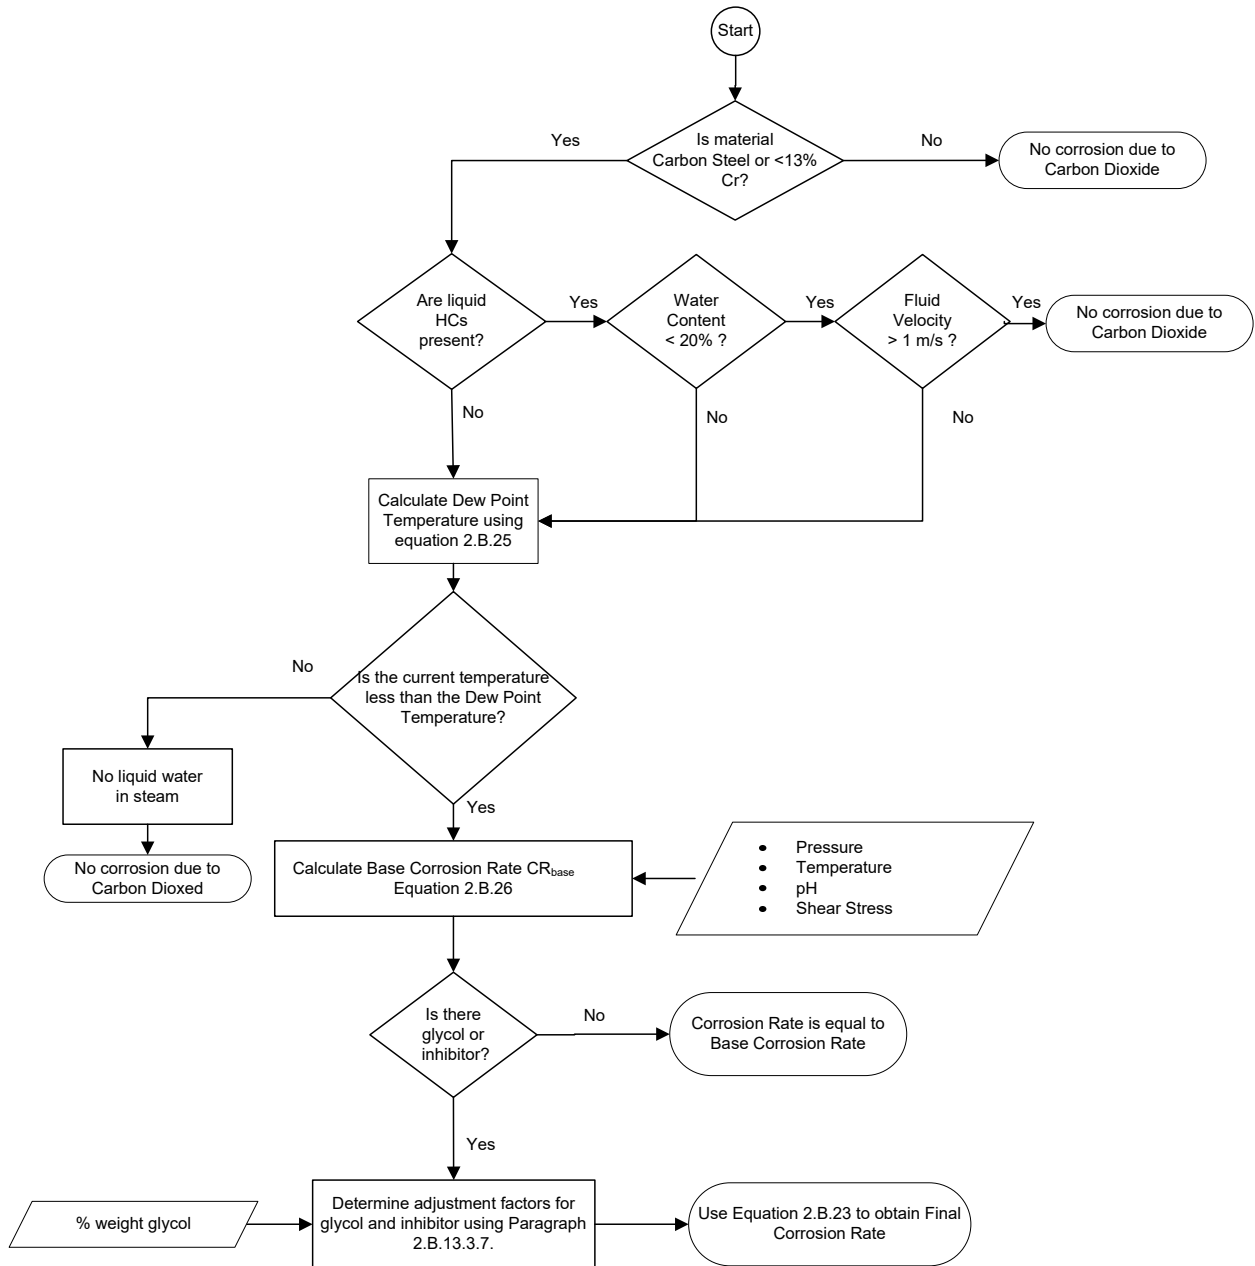 Start
Is material
Carbon Steel or <13%
Cr?
Yes
No
No corrosion due to
Carbon Dioxide
Are liquid
HCs
present?
Yes
Water
Content
< 20% ?
Yes
Fluid
Velocity
> 1 m/s ?
Yes
No corrosion due to
Carbon Dioxide
No
No
No
Calculate Dew Point
Temperature using
equation 2.B.25
Is the current temperature
less than the Dew Point
Temperature?
No
No liquid water
in steam
No corrosion due to
Carbon Dioxed
Yes
Calculate Base Corrosion Rate CRbase
Equation 2.B.26
• Pressure
• Temperature
• pH
• Shear Stress
Is there
glycol or
inhibitor?
No
Corrosion Rate is equal to
Base Corrosion Rate
Yes
% weight glycol
Determine adjustment factors for
glycol and inhibitor using Paragraph
2.B.13.3.7.
Use Equation 2.B.23 to obtain Final
Corrosion Rate